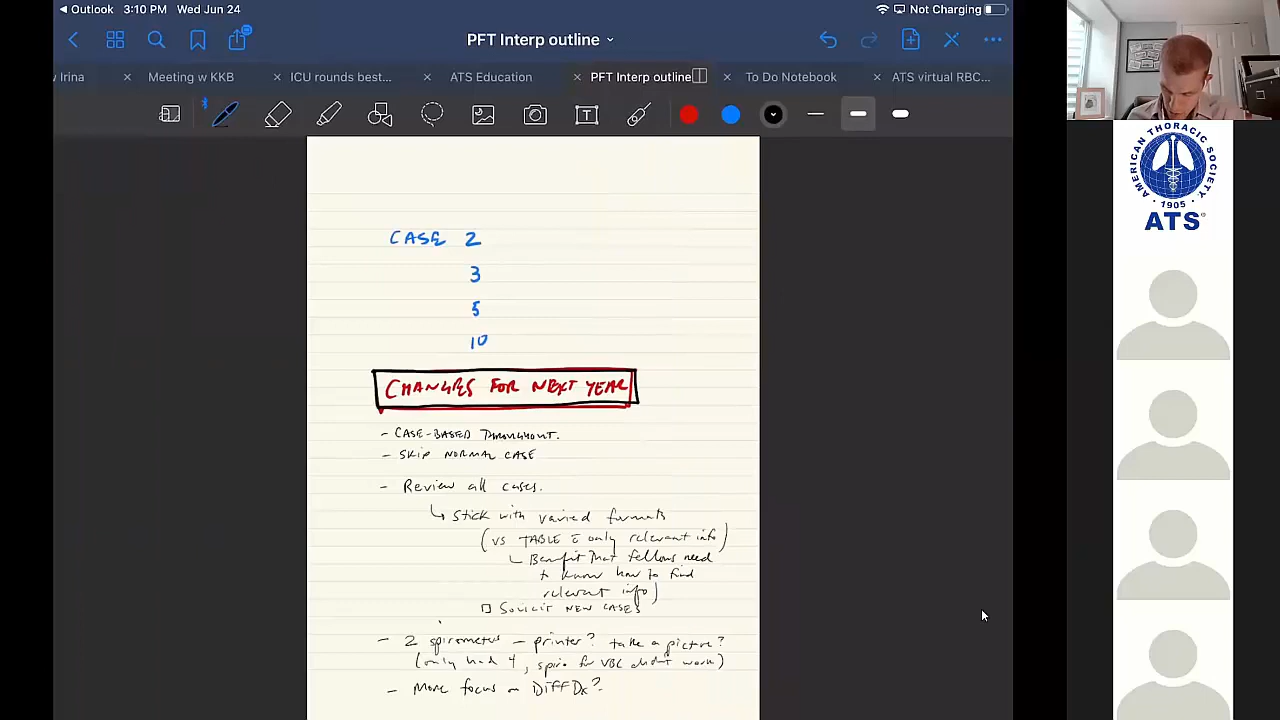 Outlook 3:10 PM Wed Jun 24 Not Charging
PFT Interp outline
w Irina × Meeting w KKB × ICU rounds best... × ATS Education × PFT Interp outline × To Do Notebook × ATS virtual RBC...
CASE 2
3
5
10
CHANGES FOR NEXT YEAR
- CASE-BASED THROUGHOUT.
- SKIP NORMAL CASE
- Review all cases.
↳ Stick with varied formats
(vs TABLE c̄ only relevant info)
↳ Benefit that fellows need
to know how to find
relevant info)
□ SOLICIT NEW CASES
- 2 spirometers - printer? take a picture?
(only had 4, spiro for VBC didn't work)
- More focus on DiffDx?
AMERICAN THORACIC SOCIETY
1905
ATS